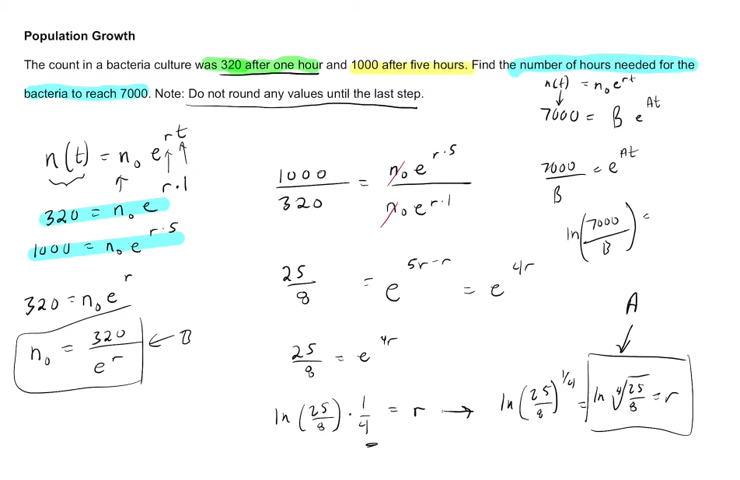 Population Growth
The count in a bacteria culture was 320 after one hour and 1000 after five hours. Find the number of hours needed for the
bacteria to reach 7000. Note: Do not round any values until the last step.
n(t) = n₀ e^{rt}
7000 = B e^{At}
n(t) = n₀ e^{rt}
320 = n₀ e^{r·1}
1000 = n₀ e^{r·5}
320 = n₀ e^{r}
n₀ = 320/e^{r} ← B
1000/320 = n₀ e^{r·5}/n₀ e^{r·1}
25/8 = e^{5r-r} = e^{4r}
25/8 = e^{4r}
ln(25/8) · 1/4 = r → ln(25/8)^{1/4} = ln ∜(25/8) = r
7000/B = e^{At}
ln(7000/B) =
A